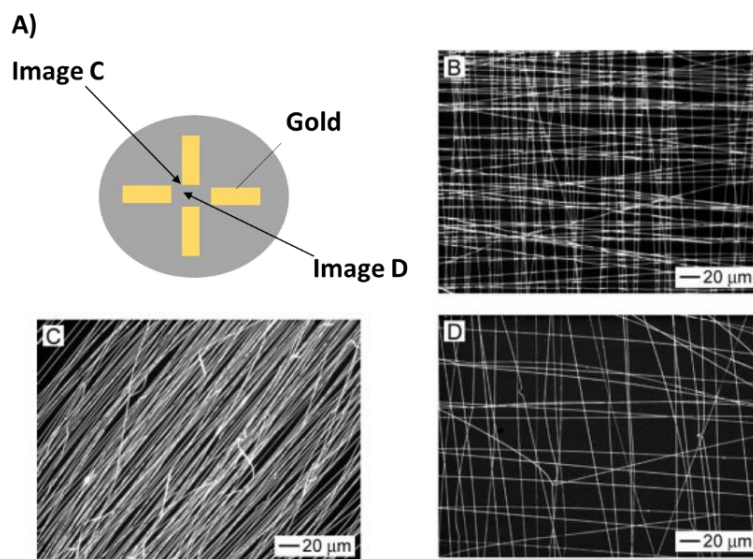 A)
Image C
Gold
Image D
B
20 μm
C
20 μm
D
20 μm